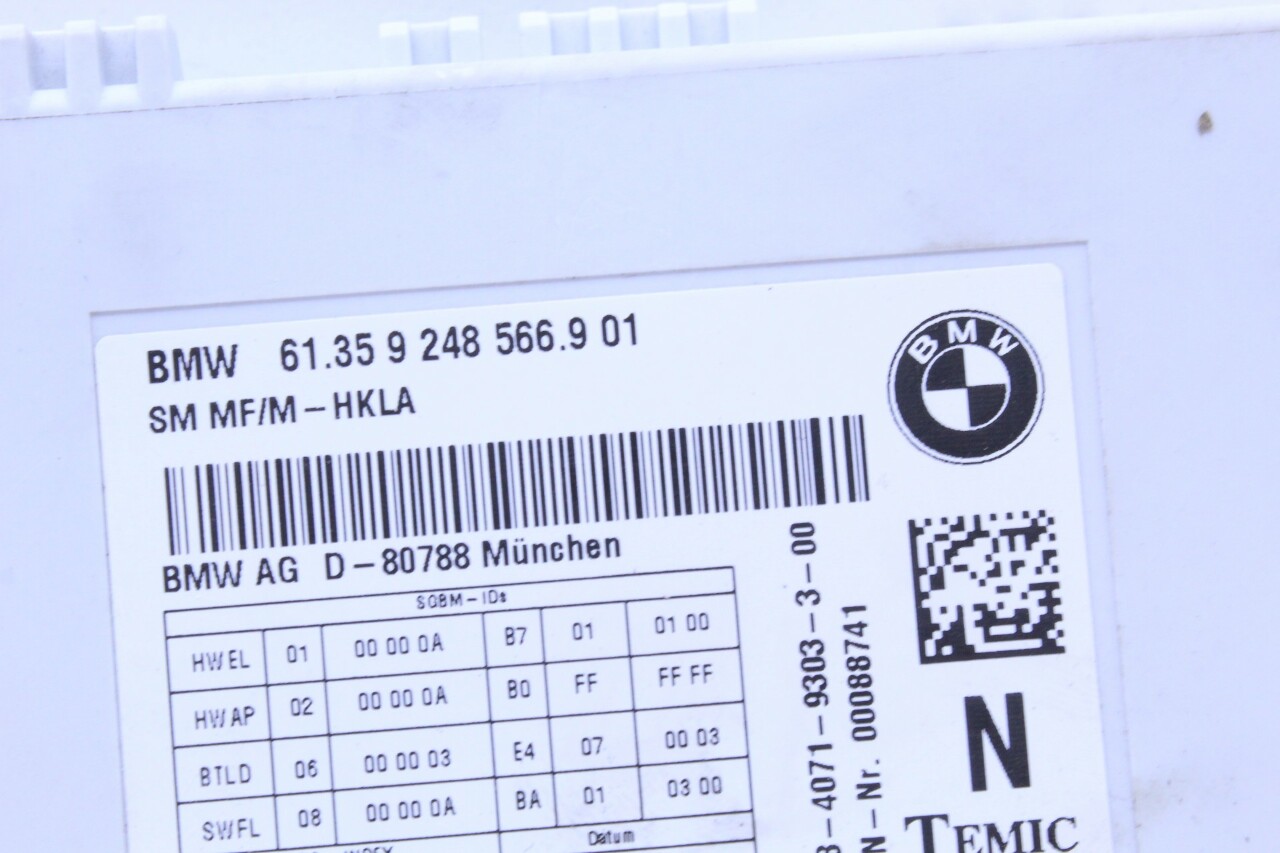 BMW 61.35 9 248 566.9 01
SM MF/M-HKLA
BMW
BMW AG D-80788 München
SGBM-IDs
HWEL 01 00 00 0A B7 01 01 00
HWAP 02 00 00 0A B0 FF FF FF
BTLD 06 00 00 03 E4 07 00 03
SWFL 08 00 00 0A BA 01 03 00
INDEX Datum
4071-9303-3-00
N-Nr. 00088741
N
TEMIC